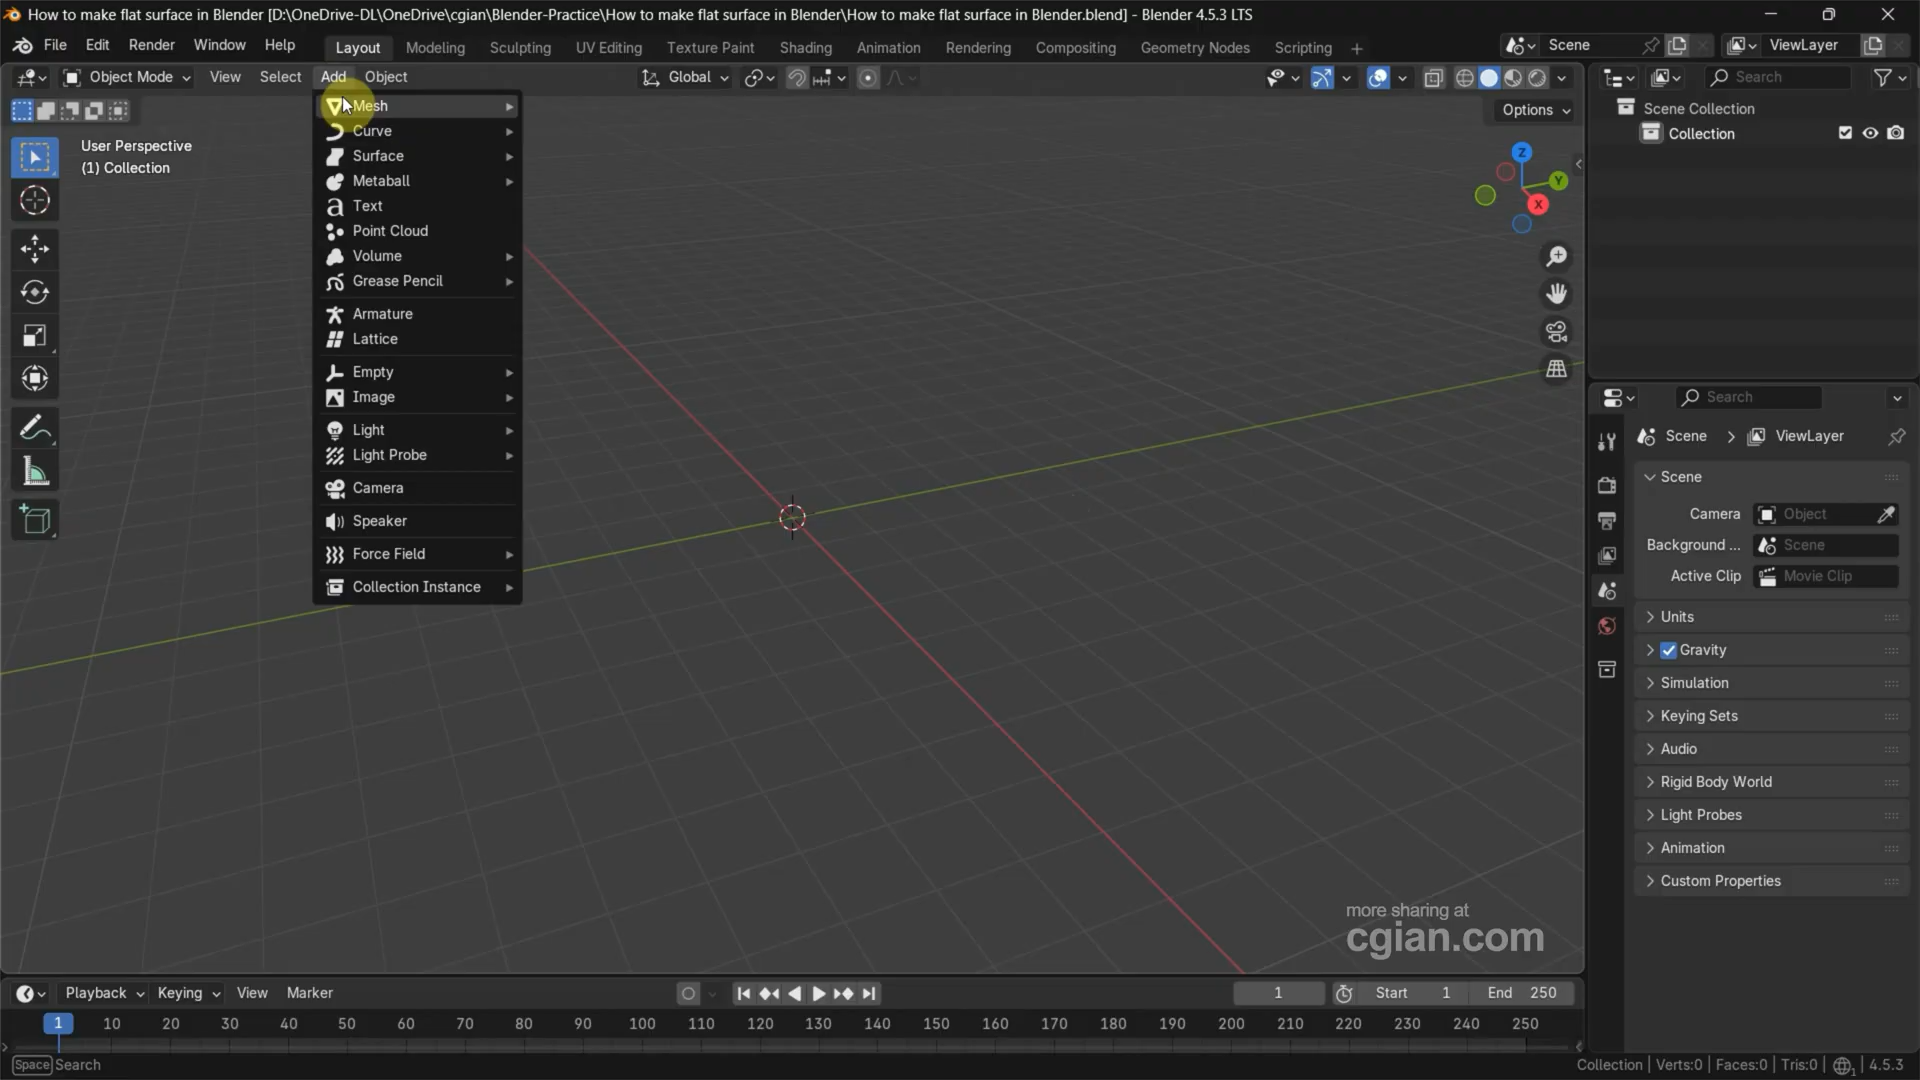 How to make flat surface in Blender [D:\OneDrive-DL\OneDrive\cgian\Blender-Practice\How to make flat surface in Blender\How to make flat surface in Blender.blend] - Blender 4.5.3 LTS
File Edit Render Window Help Layout Modeling Sculpting UV Editing Texture Paint Shading Animation Rendering Compositing Geometry Nodes Scripting + Scene ViewLayer
Object Mode View Select Add Object Global Search
Options
User Perspective
(1) Collection
Mesh
Curve
Surface
Metaball
Text
Point Cloud
Volume
Grease Pencil
Armature
Lattice
Empty
Image
Light
Light Probe
Camera
Speaker
Force Field
Collection Instance
Z
Y
X
Scene Collection
Collection
Search
Scene ViewLayer
Scene
Camera Object
Background ... Scene
Active Clip Movie Clip
Units
Gravity
Simulation
Keying Sets
Audio
Rigid Body World
Light Probes
Animation
Custom Properties
more sharing at
cgian.com
Playback Keying View Marker 1 Start 1 End 250
1 10 20 30 40 50 60 70 80 90 100 110 120 130 140 150 160 170 180 190 200 210 220 230 240 250
Space Search Collection | Verts:0 | Faces:0 | Tris:0 | 1 | 4.5.3